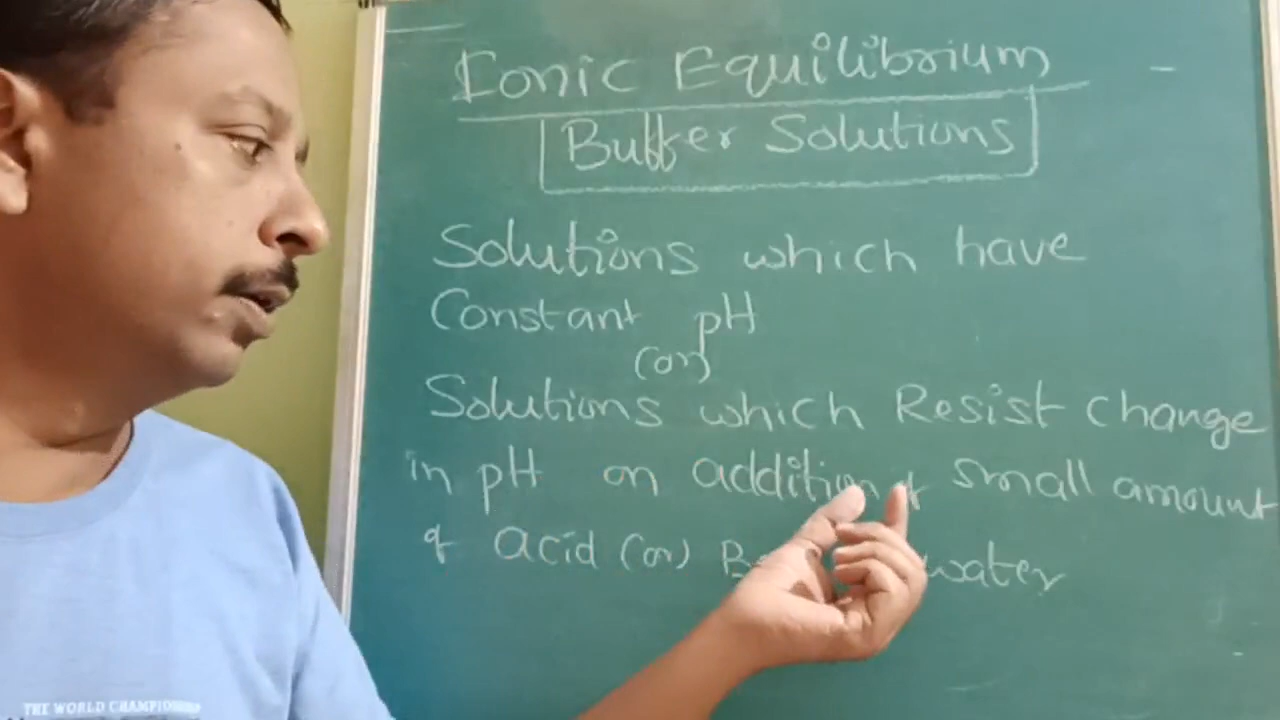 Ionic Equilibrium
Buffer Solutions
Solutions which have
Constant pH
(or)
Solutions which Resist change
in pH on addition of small amount
of acid (or) water
THE WORLD CHAMPIONSHIP